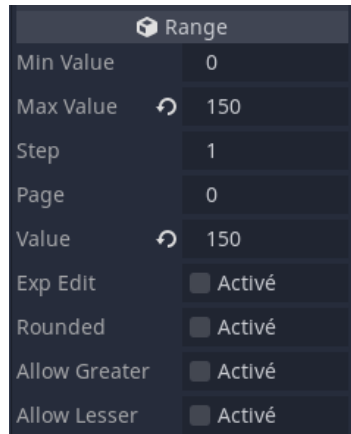 Range
Min Value 0
Max Value 150
Step 1
Page 0
Value 150
Exp Edit Activé
Rounded Activé
Allow Greater Activé
Allow Lesser Activé